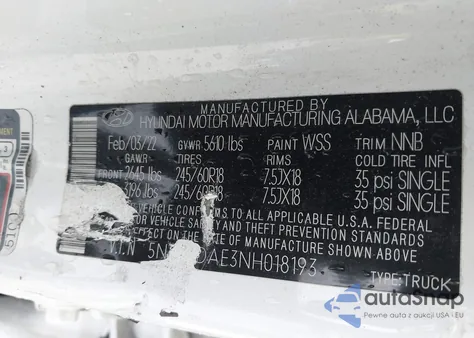 MANUFACTURED BY
HYUNDAI MOTOR MANUFACTURING ALABAMA, LLC
Feb/03/22 GVWR 5610 lbs PAINT WSS TRIM NNB
GAWR TIRES RIMS COLD TIRE INFL
FRONT 2645 lbs 245/60R18 7.5JX18 35 psi SINGLE
3196 lbs 245/60R18 7.5JX18 35 psi SINGLE
VEHICLE CONFORMS TO ALL APPLICABLE U.S.A. FEDERAL
VEHICLE SAFETY AND THEFT PREVENTION STANDARDS
DATE OF MANUFACTURE SHOWN ABOVE
AE3NH018193
TYPE: TRUCK
autoSnap
Pewne auta z aukcji USA i EU